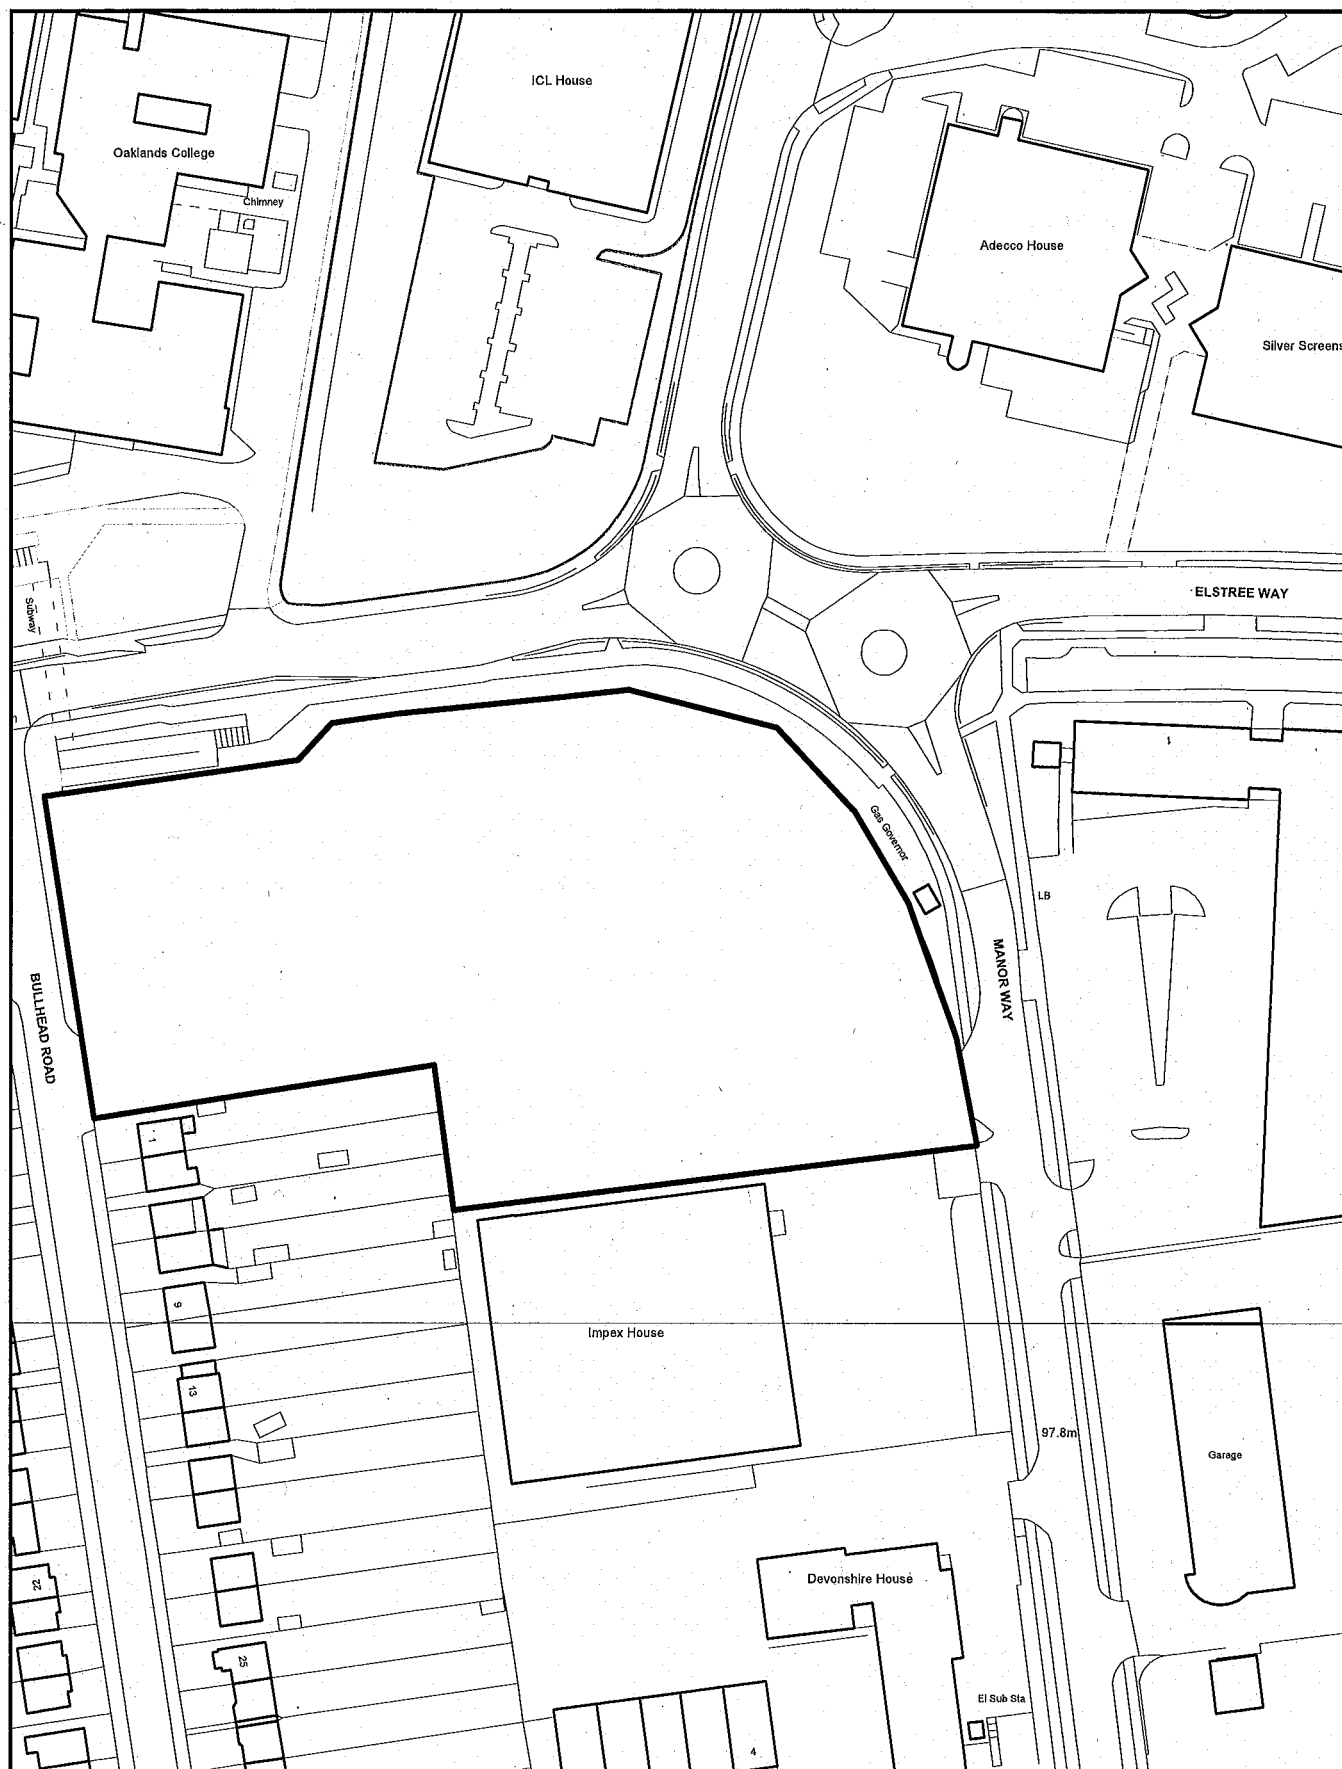 ICL House
Oaklands College
Chimney
Adecco House
Silver Screens
Subway
ELSTREE WAY
1
Gas Governor
LB
MANOR WAY
BULLHEAD ROAD
1
9
Impex House
13
97.8m
Garage
22
Devonshire House
25
El Sub Sta
4